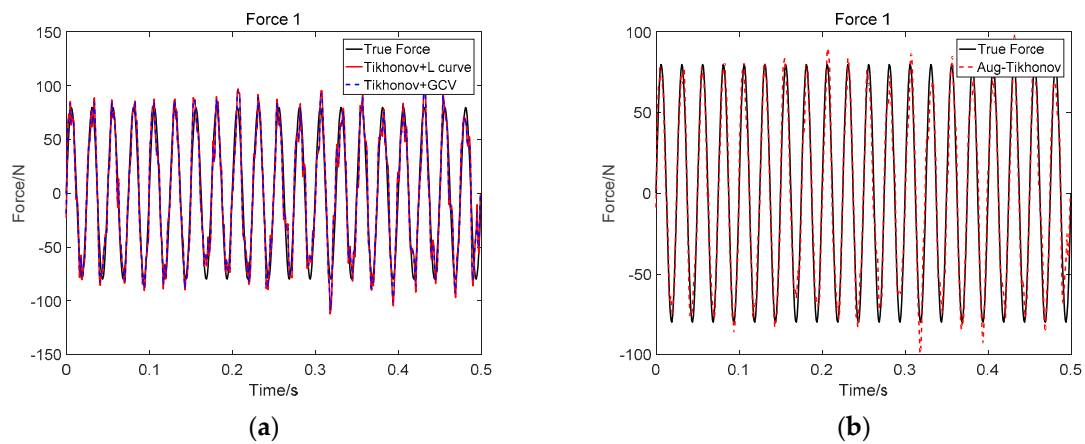 Force 1
150
100
50
0
-50
-100
-150
Force/N
True Force
Tikhonov+L curve
Tikhonov+GCV
0
0.1
0.2
0.3
0.4
0.5
Time/s
(a)
Force 1
100
50
0
-50
-100
Force/N
True Force
Aug-Tikhonov
0
0.1
0.2
0.3
0.4
0.5
Time/s
(b)